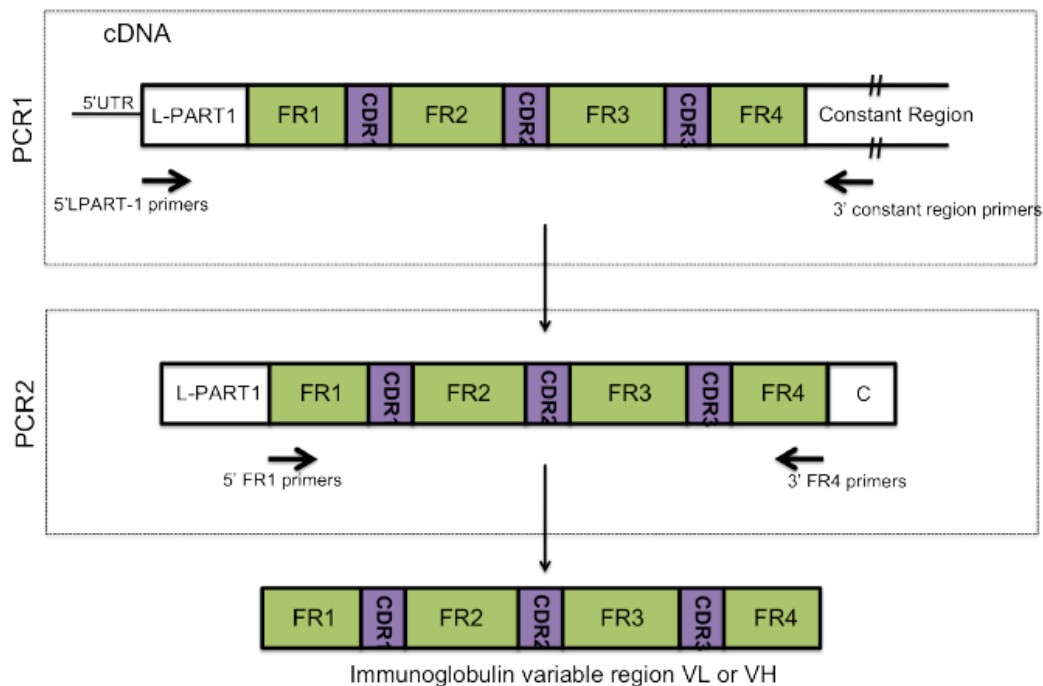 cDNA
PCR1
5'UTR
L-PART1 FR1 CDR1 FR2 CDR2 FR3 CDR3 FR4 Constant Region
5'LPART-1 primers
3' constant region primers
PCR2
L-PART1 FR1 CDR1 FR2 CDR2 FR3 CDR3 FR4 C
5' FR1 primers
3' FR4 primers
FR1 CDR1 FR2 CDR2 FR3 CDR3 FR4
Immunoglobulin variable region VL or VH